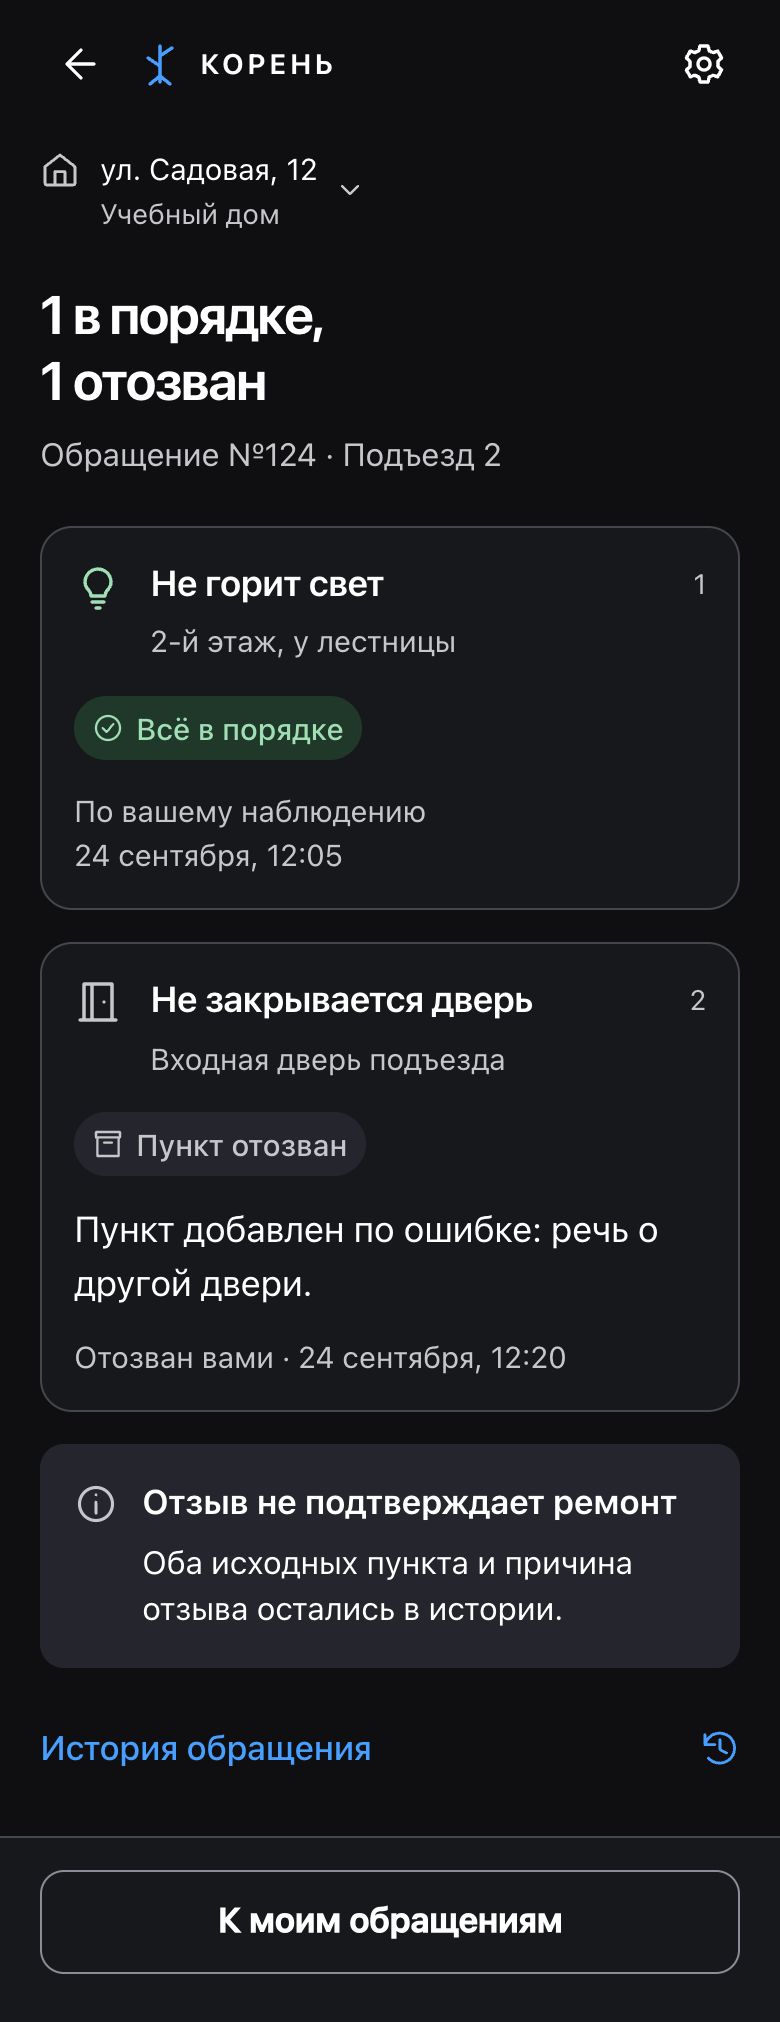 КОРЕНЬ
ул. Садовая, 12
Учебный дом
1 в порядке,
1 отозван
Обращение №124 · Подъезд 2
Не горит свет
1
2-й этаж, у лестницы
Всё в порядке
По вашему наблюдению
24 сентября, 12:05
Не закрывается дверь
2
Входная дверь подъезда
Пункт отозван
Пункт добавлен по ошибке: речь о
другой двери.
Отозван вами · 24 сентября, 12:20
Отзыв не подтверждает ремонт
Оба исходных пункта и причина
отзыва остались в истории.
История обращения
К моим обращениям